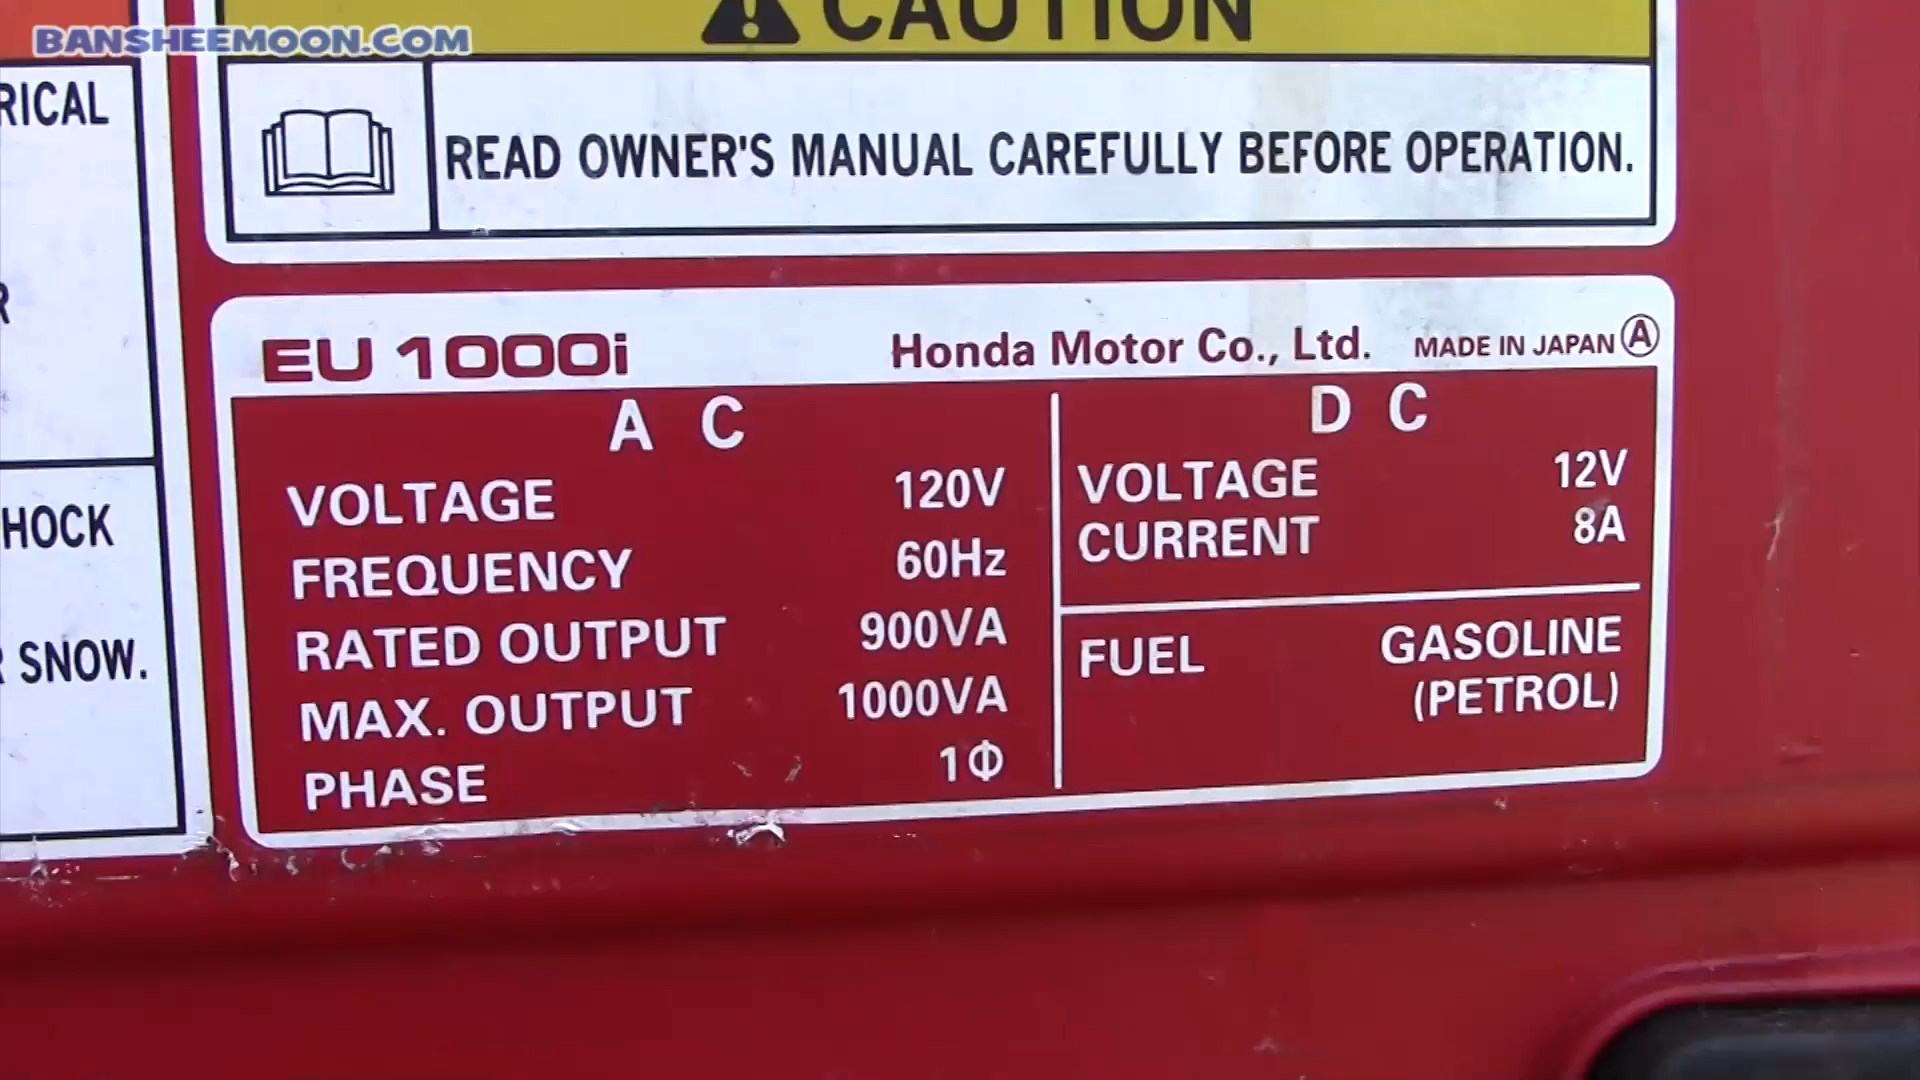 BANSHEEMOON.COM
CAUTION
READ OWNER'S MANUAL CAREFULLY BEFORE OPERATION.
RICAL
R
HOCK
R SNOW.
EU 1000i Honda Motor Co., Ltd. MADE IN JAPAN Ⓐ
A C
VOLTAGE 120V
FREQUENCY 60Hz
RATED OUTPUT 900VA
MAX. OUTPUT 1000VA
PHASE 1Φ
D C
VOLTAGE 12V
CURRENT 8A
FUEL GASOLINE
(PETROL)